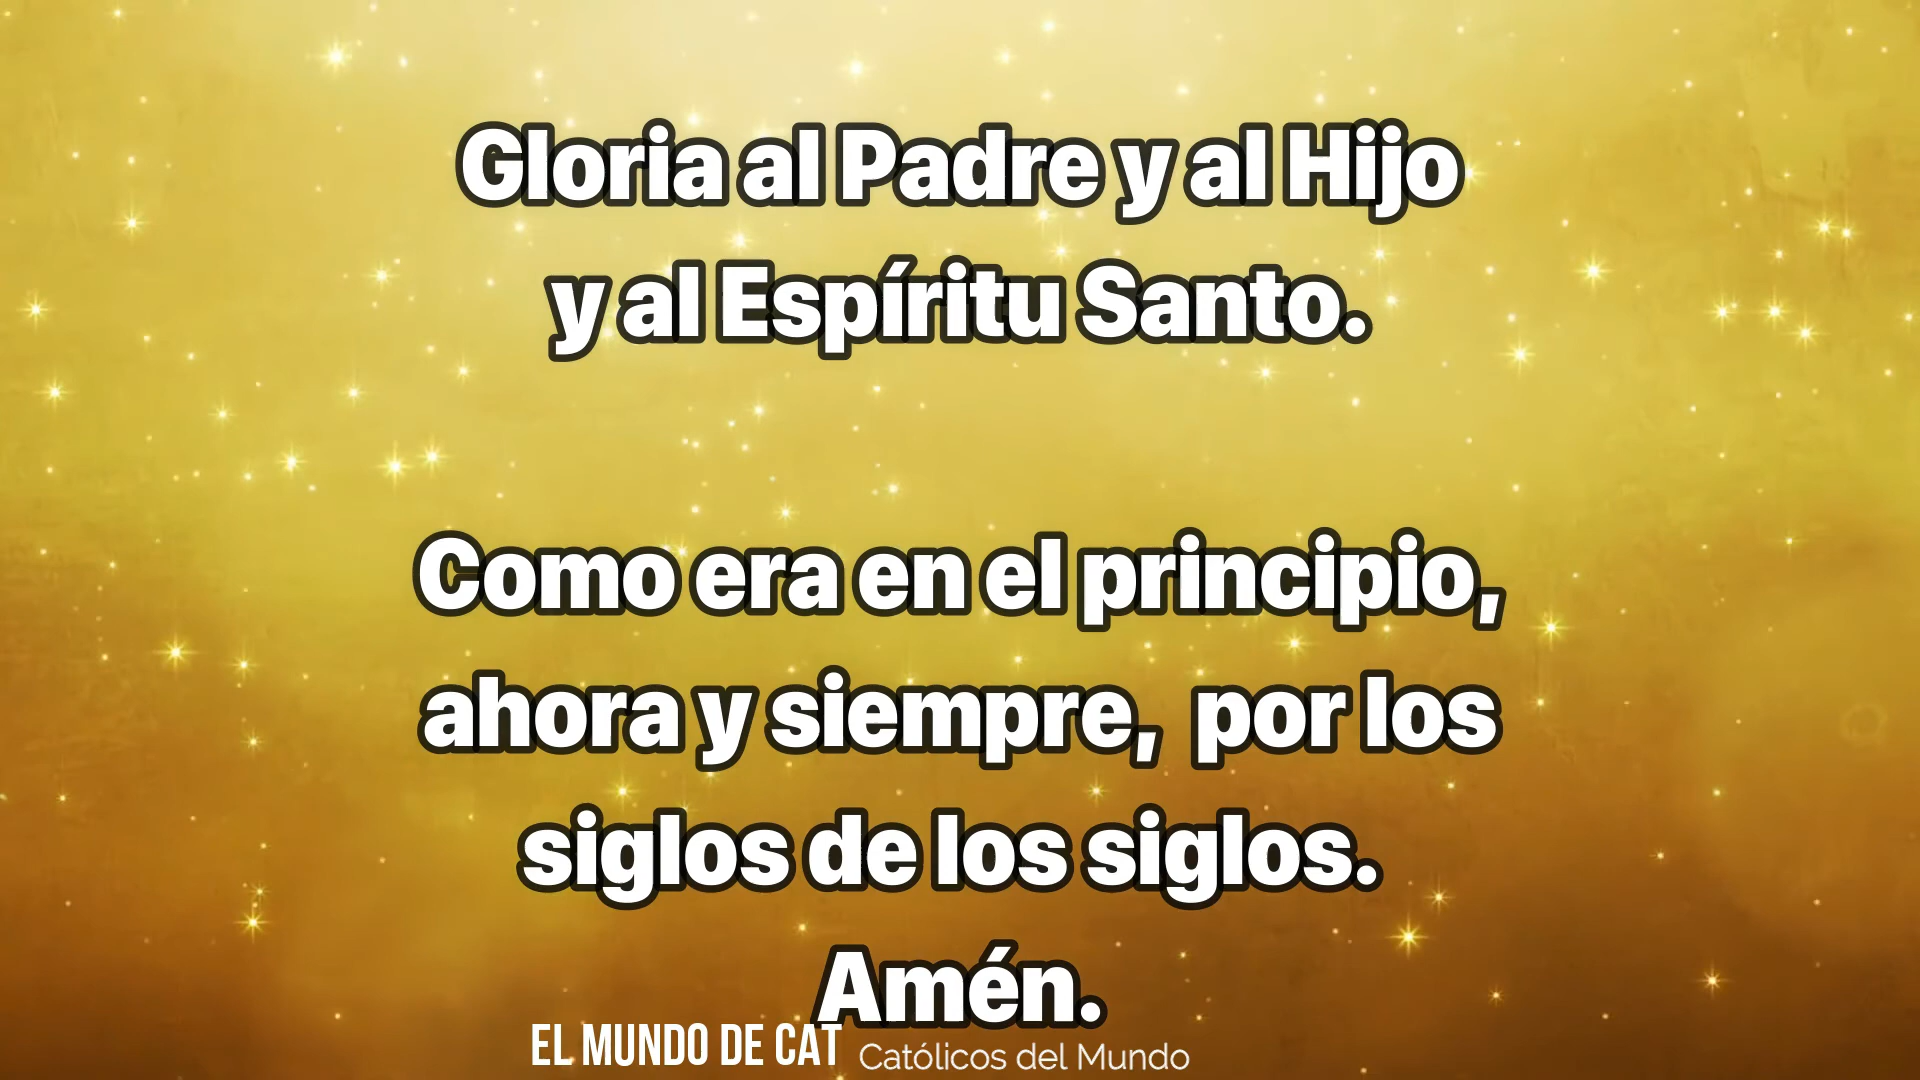 Gloria al Padre y al Hijo
y al Espíritu Santo.
Como era en el principio,
ahora y siempre, por los
siglos de los siglos.
Amén.
EL MUNDO DE CAT Católicos del Mundo